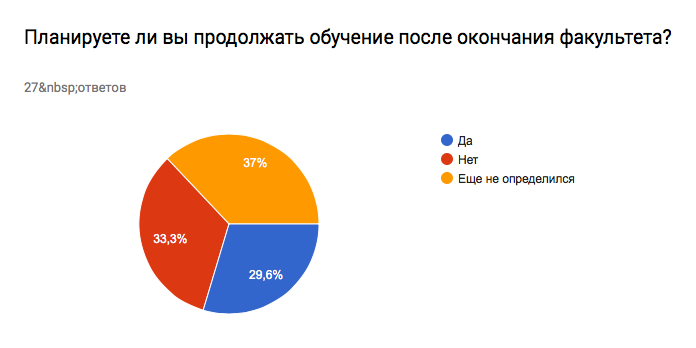 Планируете ли вы продолжать обучение после окончания факультета?
27&nbsp;ответов
Да
Нет
Еще не определился
37%
33,3%
29,6%